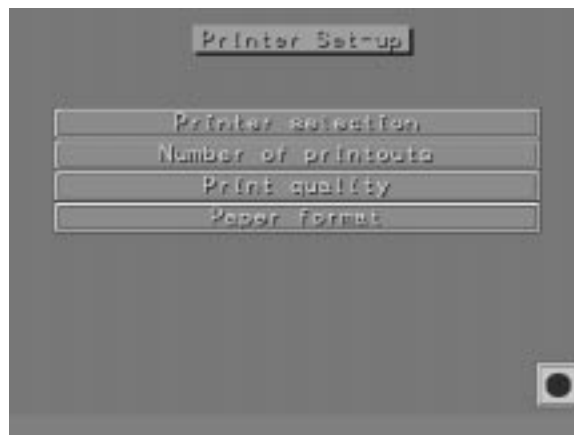 Printer Set-up
Printer selection
Number of printouts
Print quality
Paper format